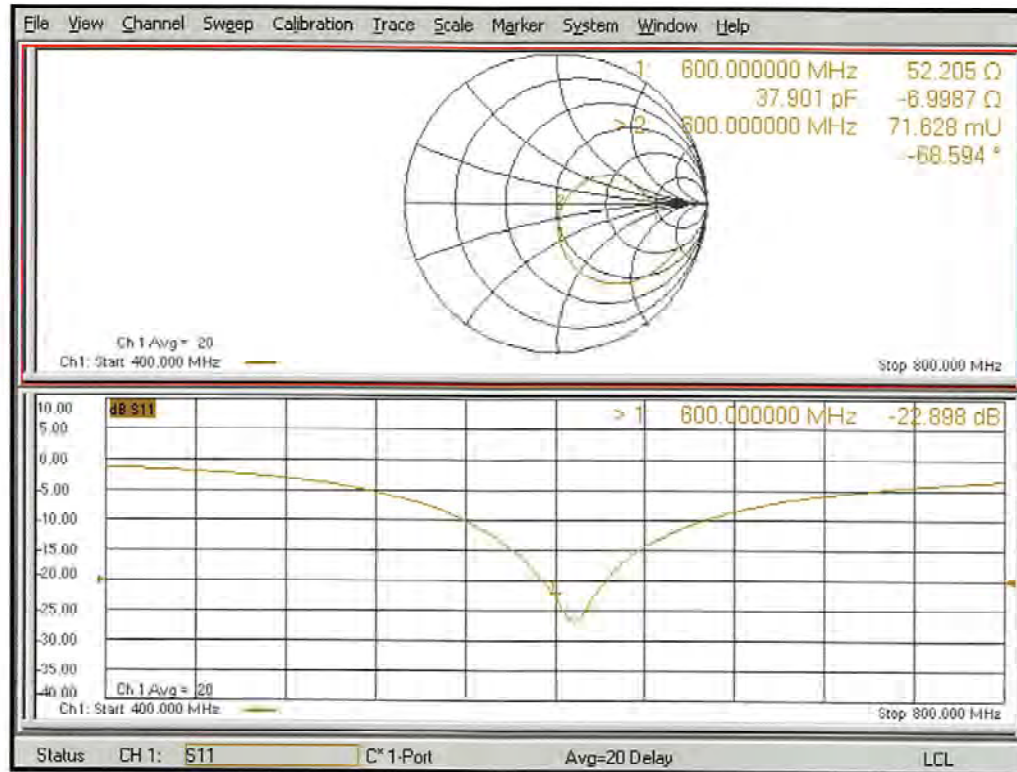 File View Channel Sweep Calibration Trace Scale Marker System Window Help
1: 600.000000 MHz 52.205 Ω
37.901 pF -6.9987 Ω
> 2: 600.000000 MHz 71.628 mU
-68.594 °
Ch 1 Avg = 20
Ch1: Start 400.000 MHz
Stop 800.000 MHz
10.00
dB S11
> 1: 600.000000 MHz -22.898 dB
5.00
0.00
-5.00
-10.00
-15.00
-20.00
-25.00
-30.00
-35.00
-40.00
1
Ch 1 Avg = 20
Ch1: Start 400.000 MHz
Stop 800.000 MHz
Status CH 1: S11 C* 1-Port Avg=20 Delay LCL